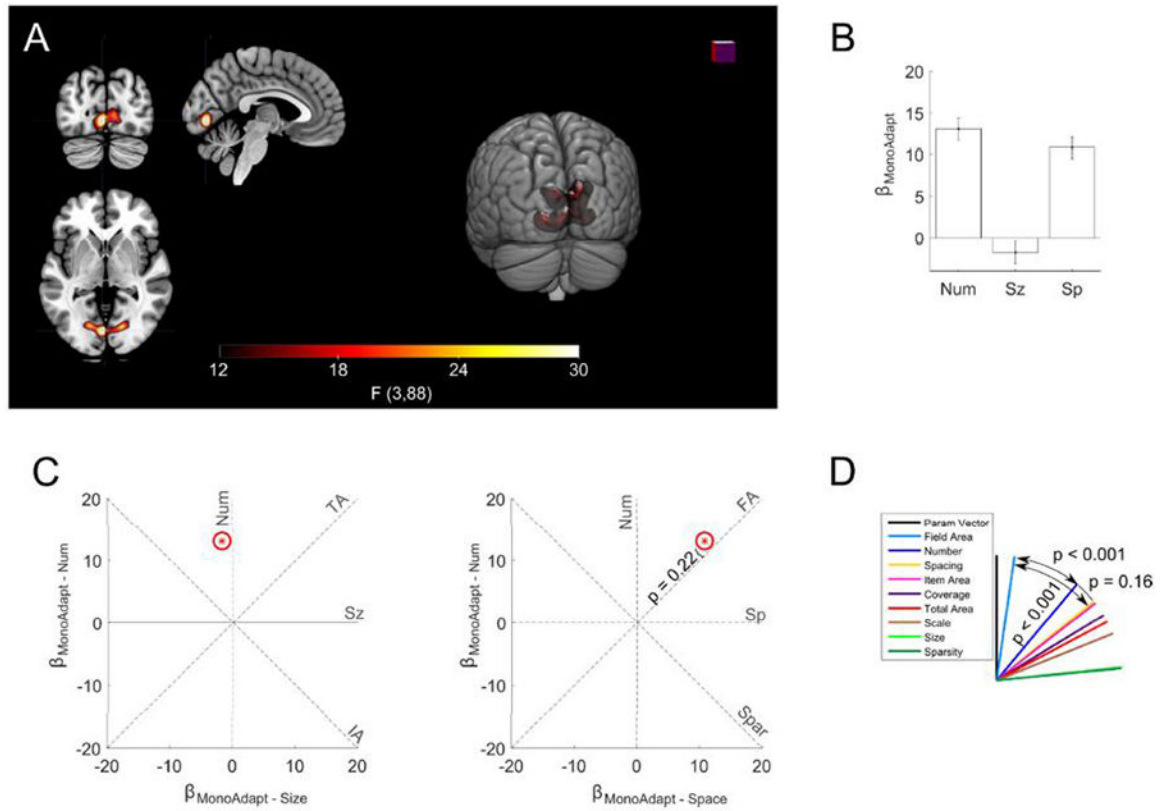 A
12
18
24
30
F (3,88)
B
20
15
10
5
0
βMonoAdapt
Num
Sz
Sp
C
20
10
0
-10
-20
-20
-10
0
10
20
βMonoAdapt - Num
βMonoAdapt - Size
Num
TA
Sz
IA
20
10
0
-10
-20
-20
-10
0
10
20
βMonoAdapt - Num
βMonoAdapt - Space
Num
FA
p = 0.22
Sp
Spar
D
Param Vector
Field Area
Number
Spacing
Item Area
Coverage
Total Area
Scale
Size
Sparsity
p < 0.001
p = 0.16
p < 0.001